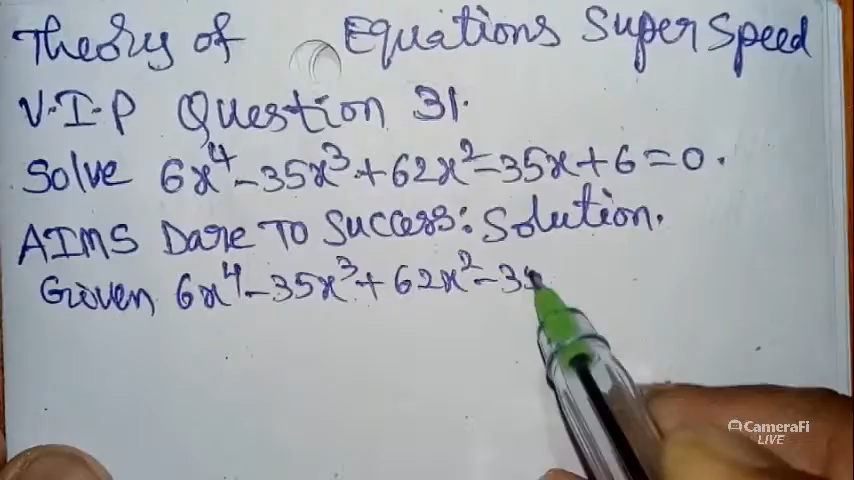 Theory of Equations Super Speed
V.I.P Question 31.
Solve 6x⁴-35x³+62x²-35x+6=0.
AIMS Dare To Success: Solution.
Given 6x⁴-35x³+62x²-35
CameraFi
LIVE